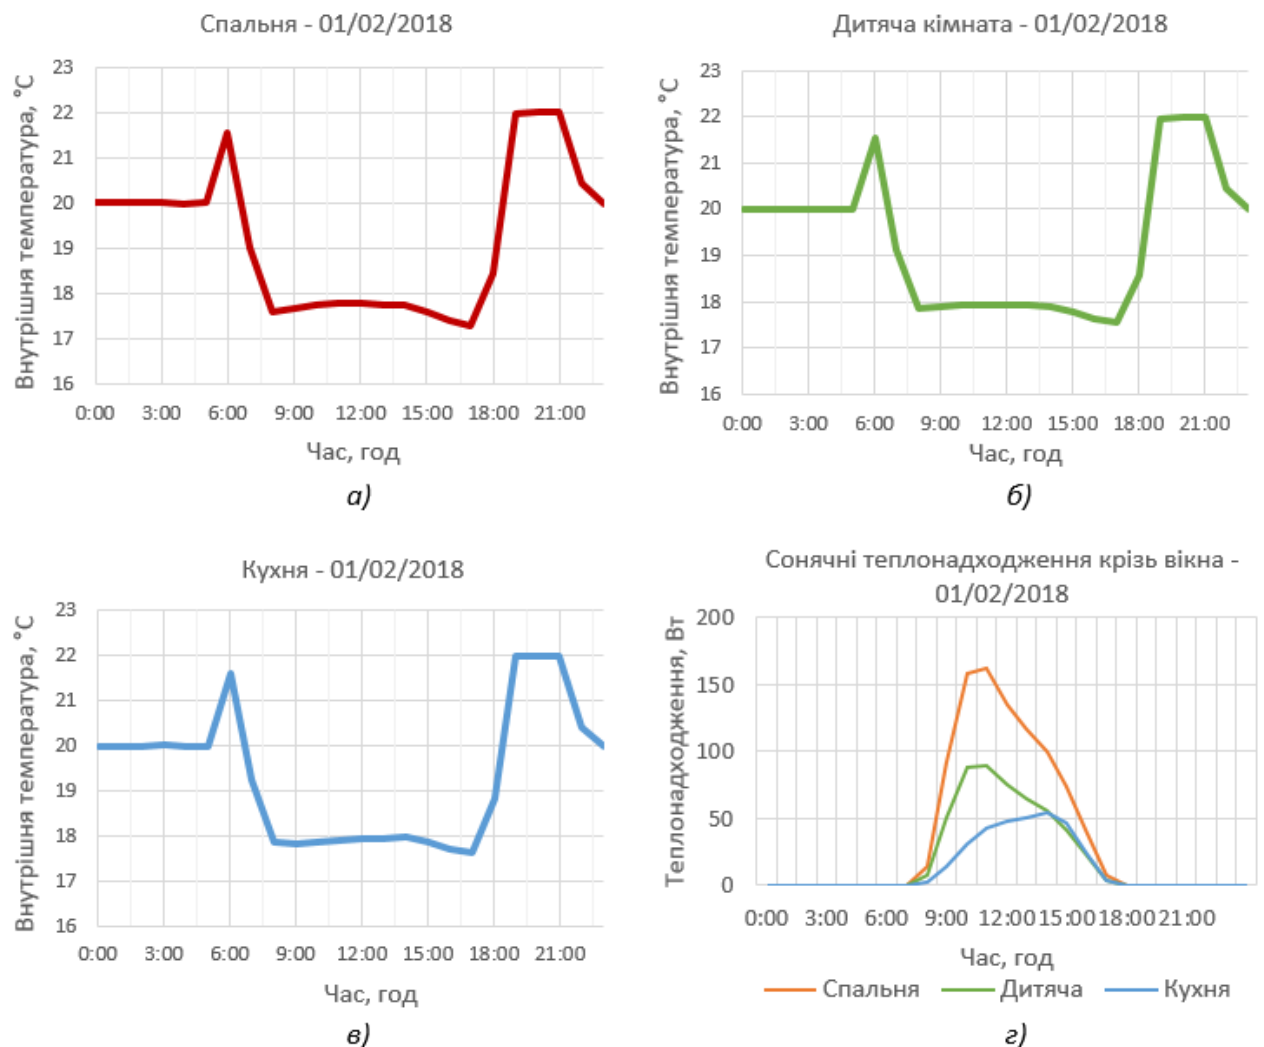 Спальня - 01/02/2018
Внутрішня температура, °C
23
22
21
20
19
18
17
16
0:00 3:00 6:00 9:00 12:00 15:00 18:00 21:00
Час, год
а)
Дитяча кімната - 01/02/2018
Внутрішня температура, °C
23
22
21
20
19
18
17
16
0:00 3:00 6:00 9:00 12:00 15:00 18:00 21:00
Час, год
б)
Кухня - 01/02/2018
Внутрішня температура, °C
23
22
21
20
19
18
17
16
0:00 3:00 6:00 9:00 12:00 15:00 18:00 21:00
Час, год
в)
Сонячні теплонадходження крізь вікна -
01/02/2018
Теплонадходження, Вт
200
150
100
50
0
0:00 3:00 6:00 9:00 12:00 15:00 18:00 21:00
Час, год
Спальня Дитяча Кухня
г)